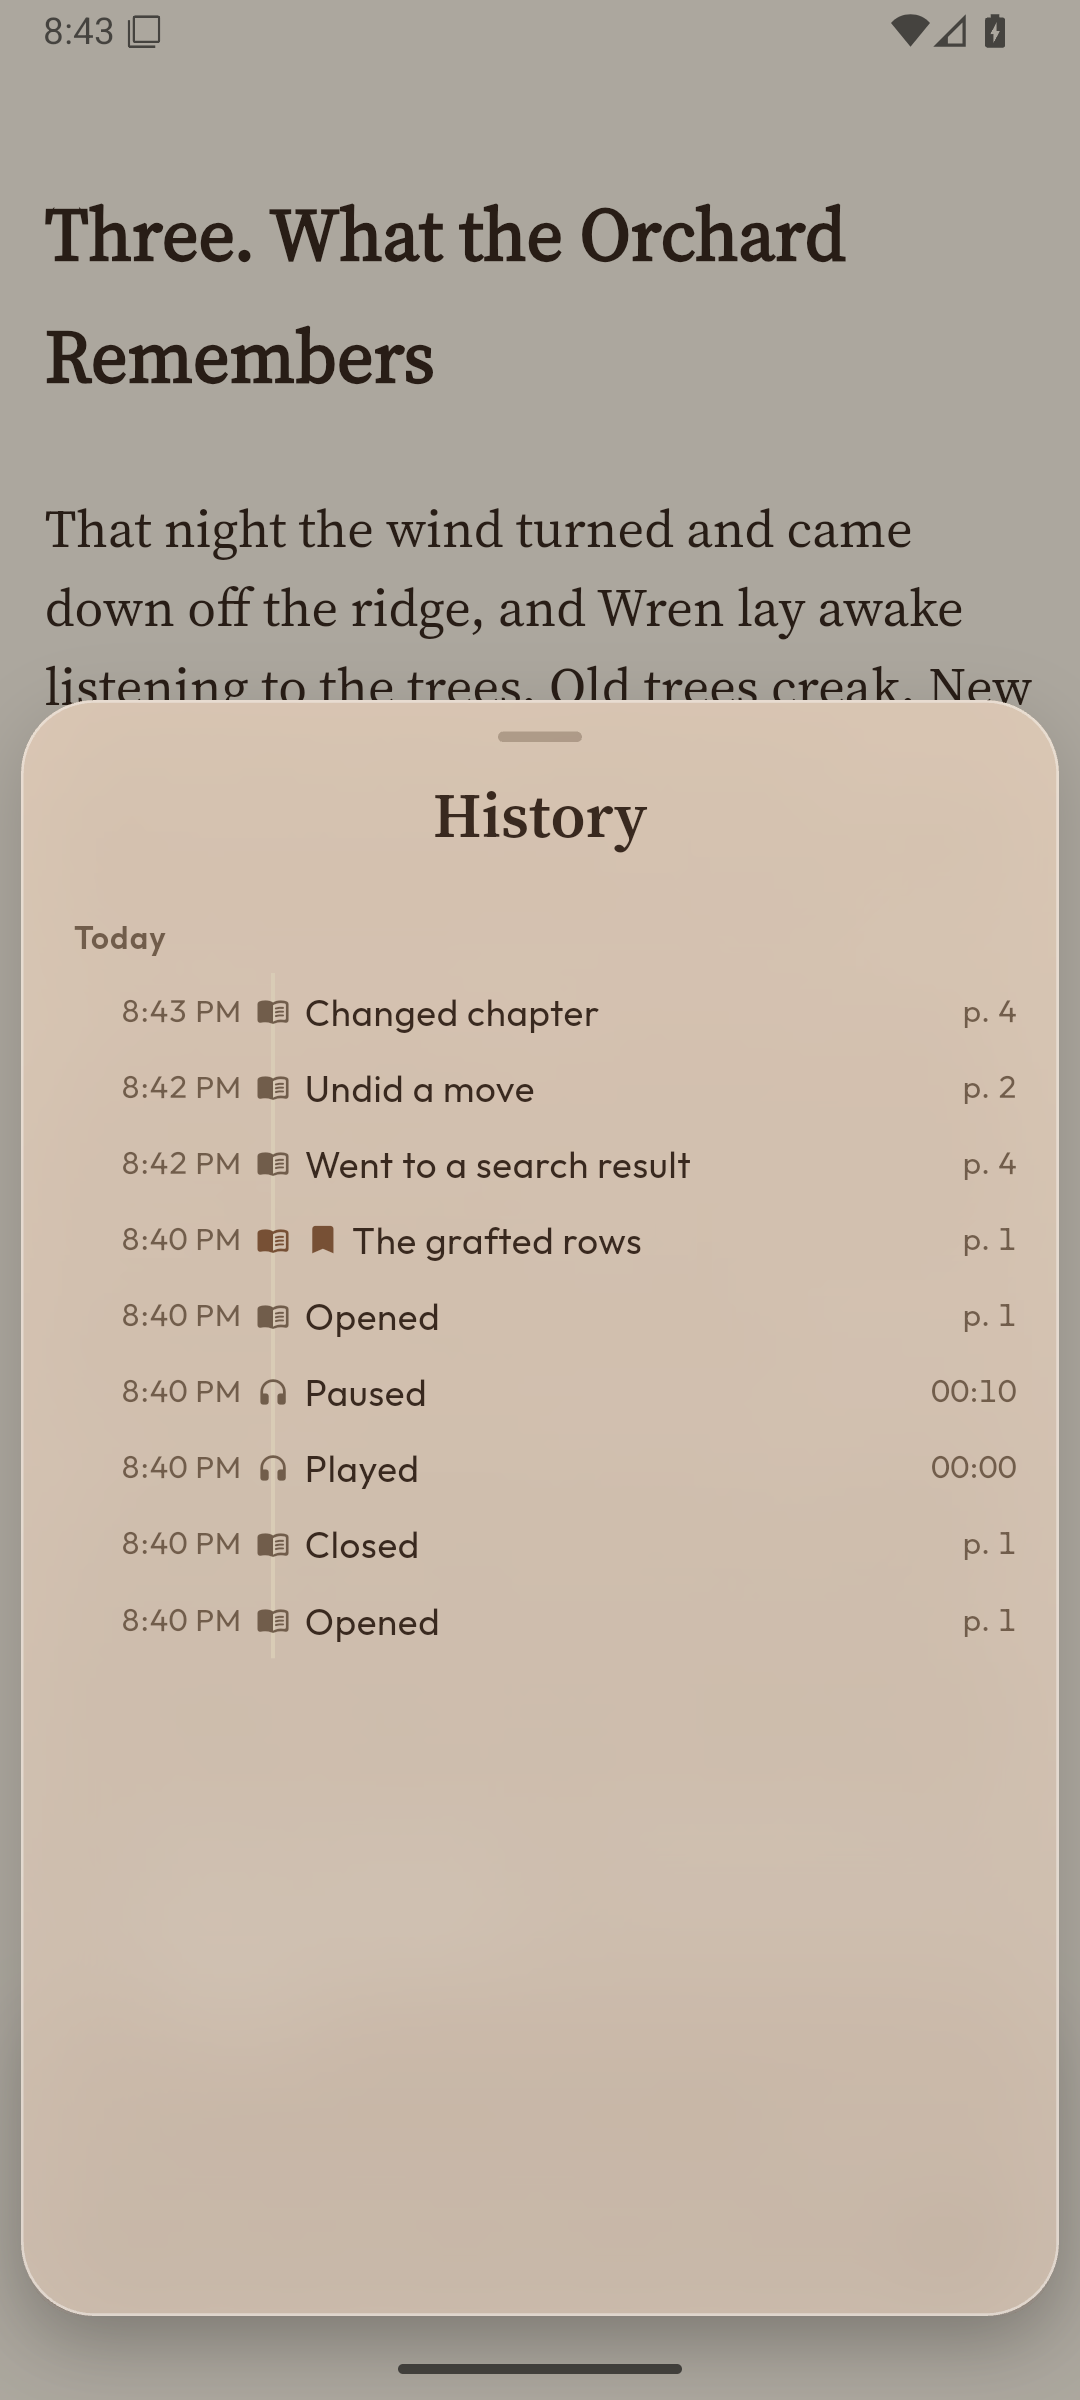 8:43
Three. What the Orchard
Remembers
That night the wind turned and came
down off the ridge, and Wren lay awake
listening to the trees. Old trees creak. New
History
Today
8:43 PM Changed chapter p. 4
8:42 PM Undid a move p. 2
8:42 PM Went to a search result p. 4
8:40 PM The grafted rows p. 1
8:40 PM Opened p. 1
8:40 PM Paused 00:10
8:40 PM Played 00:00
8:40 PM Closed p. 1
8:40 PM Opened p. 1